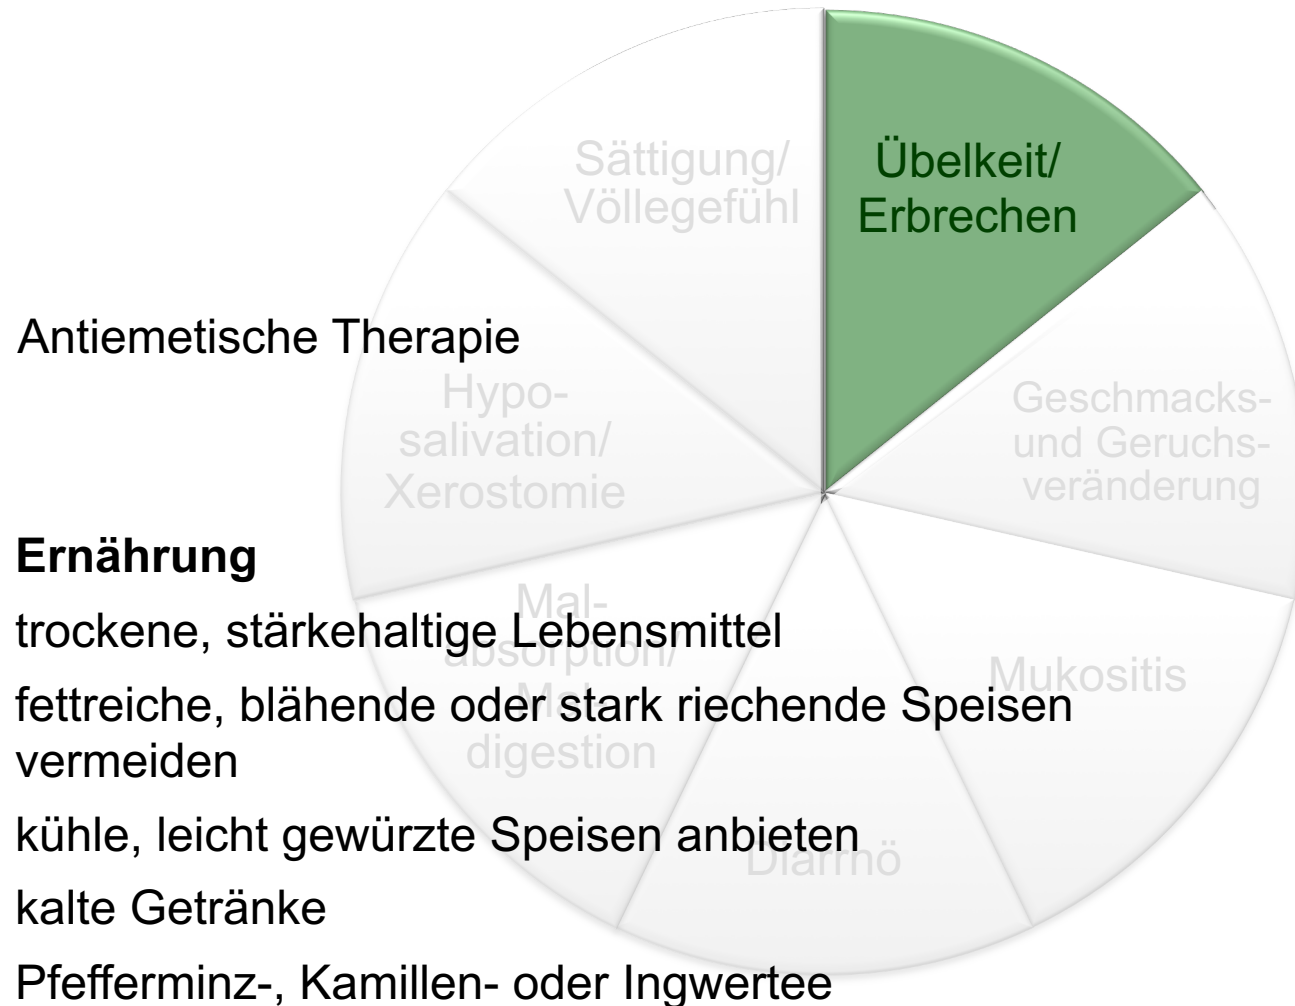 Sättigung/
Völlegefühl
Übelkeit/
Erbrechen
Geschmacks-
und Geruchs-
veränderung
Mukositis
Diarrhö
Mal-
absorption/
Mal-
digestion
Hypo-
salivation/
Xerostomie
Antiemetische Therapie
Ernährung
trockene, stärkehaltige Lebensmittel
fettreiche, blähende oder stark riechende Speisen
vermeiden
kühle, leicht gewürzte Speisen anbieten
kalte Getränke
Pfefferminz-, Kamillen- oder Ingwertee